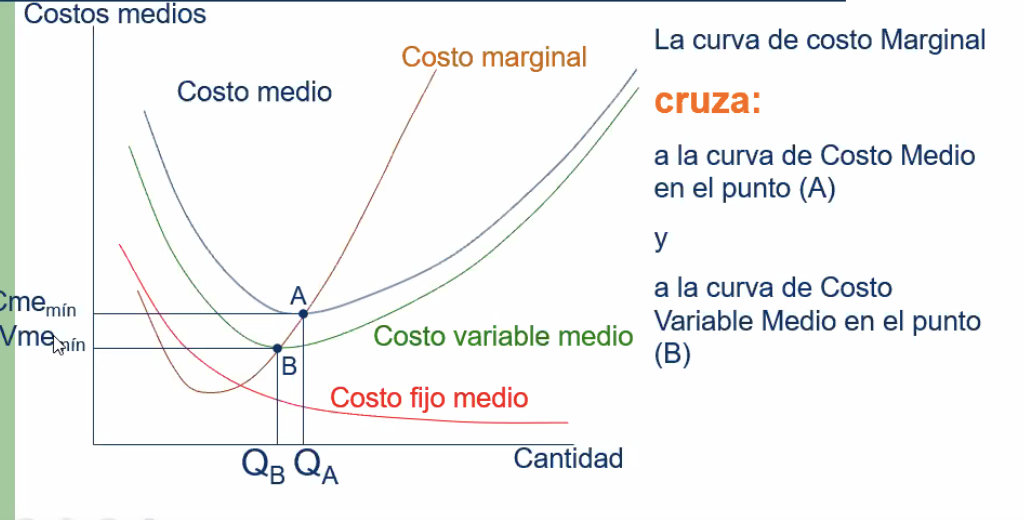 Costos medios
La curva de costo Marginal
Costo marginal
Costo medio
cruza:
a la curva de Costo Medio
en el punto (A)
y
a la curva de Costo
Variable Medio en el punto
(B)
A
Cme mín
Vme mín
B
Costo variable medio
Costo fijo medio
Q B Q A
Cantidad